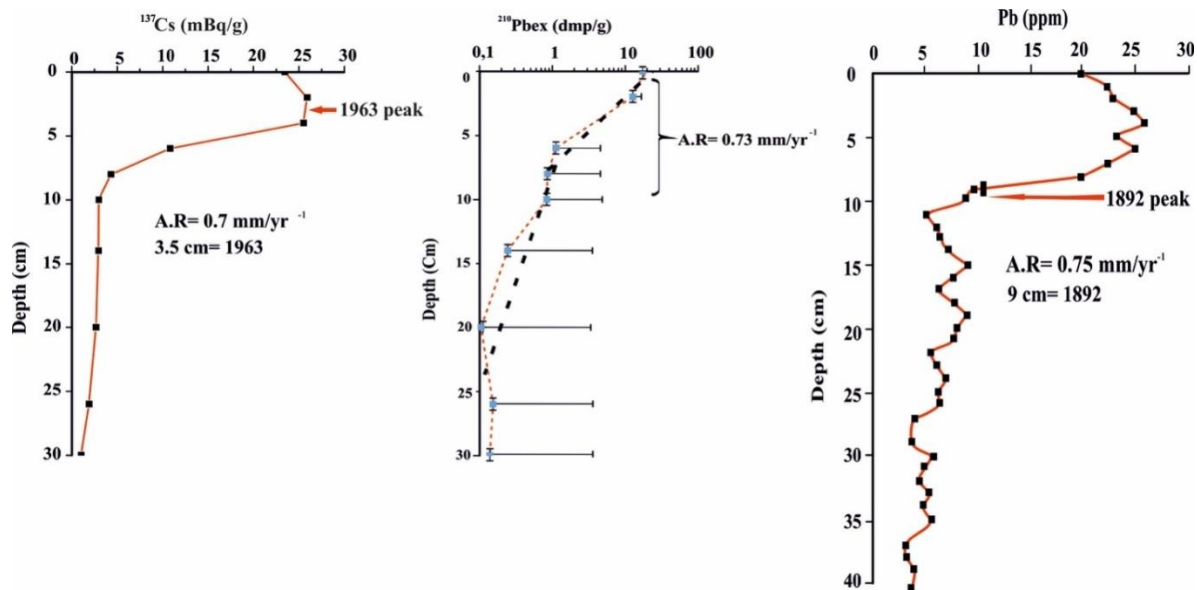 ¹³⁷Cs (mBq/g)
0 5 10 15 20 25 30
0
5
10
15
20
25
30
Depth (cm)
1963 peak
A.R= 0.7 mm/yr ⁻¹
3.5 cm= 1963
²¹⁰Pbex (dmp/g)
0,1 1 10 100
0
5
10
15
20
25
30
Depth (Cm)
A.R= 0.73 mm/yr⁻¹
Pb (ppm)
0 5 10 20 25 30
0
5
10
15
20
25
30
35
40
Depth (cm)
1892 peak
A.R= 0.75 mm/yr⁻¹
9 cm= 1892